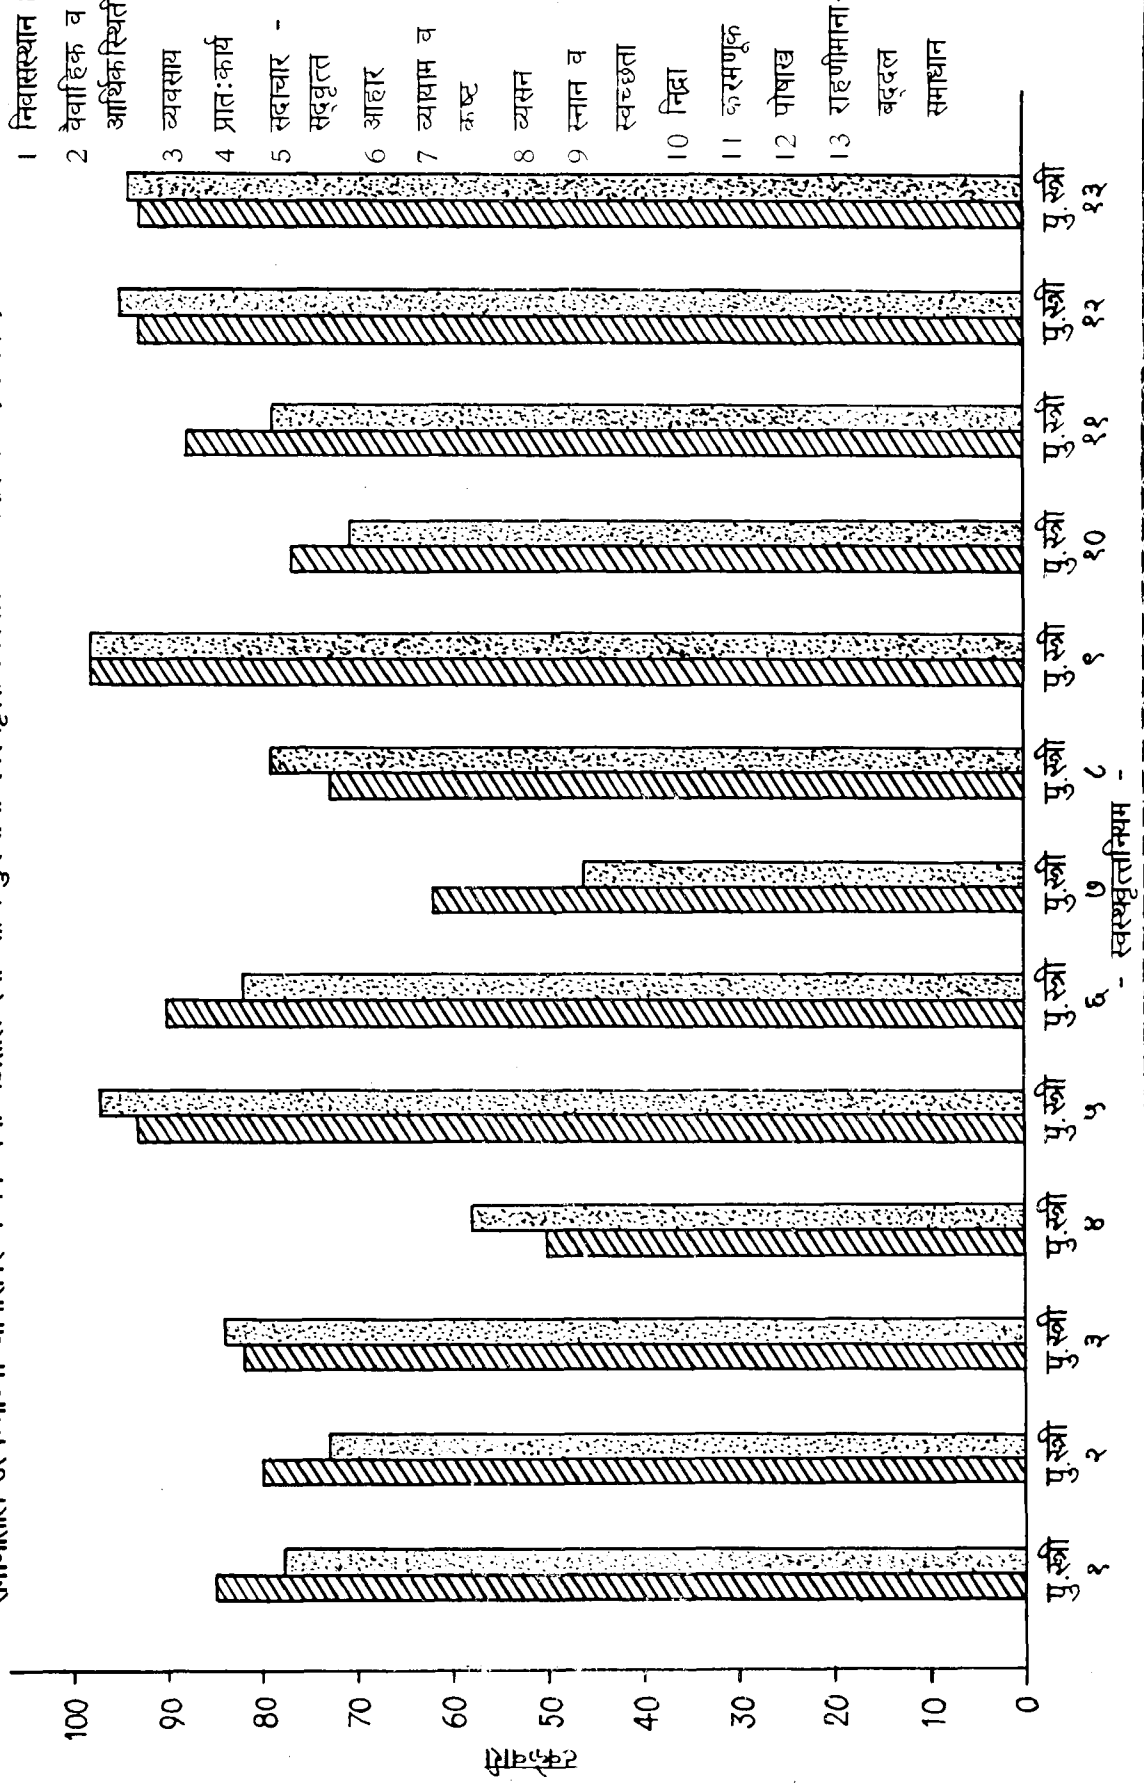 1 निवासस्थान
2 वैवाहिक व
आर्थिकस्थिती
3 व्यवसाय
4 प्रातःकार्य
5 सदाचार -
सद्वृत्त
6 आहार
7 व्यायाम व
कष्ट
8 व्यसन
9 स्नान व
स्वच्छता
10 निद्रा
11 करमणूक
12 पोषाख
13 राहणीमाना-
बद्दल
समाधान
टक्केवारी
100
90
80
70
60
50
40
30
20
10
0
पु. स्त्री पु. स्त्री पु. स्त्री पु. स्त्री पु. स्त्री पु. स्त्री पु. स्त्री पु. स्त्री पु. स्त्री पु. स्त्री पु. स्त्री पु. स्त्री पु. स्त्री
१ २ ३ ४ ५ ६ ७ ८ ९ १० ११ १२ १३
- स्वस्थवृत्तनियम -